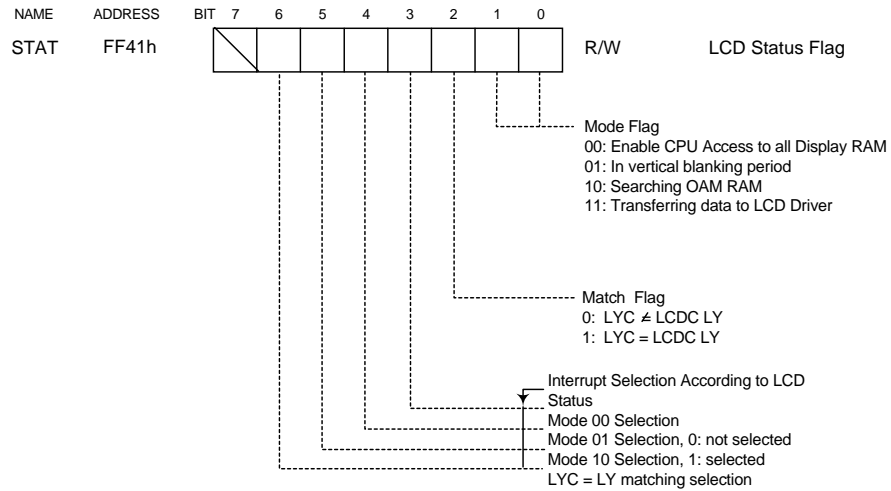 NAME ADDRESS BIT 7 6 5 4 3 2 1 0
STAT FF41h R/W LCD Status Flag
Mode Flag
00: Enable CPU Access to all Display RAM
01: In vertical blanking period
10: Searching OAM RAM
11: Transferring data to LCD Driver
Match Flag
0: LYC ≠ LCDC LY
1: LYC = LCDC LY
Interrupt Selection According to LCD
Status
Mode 00 Selection
Mode 01 Selection, 0: not selected
Mode 10 Selection, 1: selected
LYC = LY matching selection